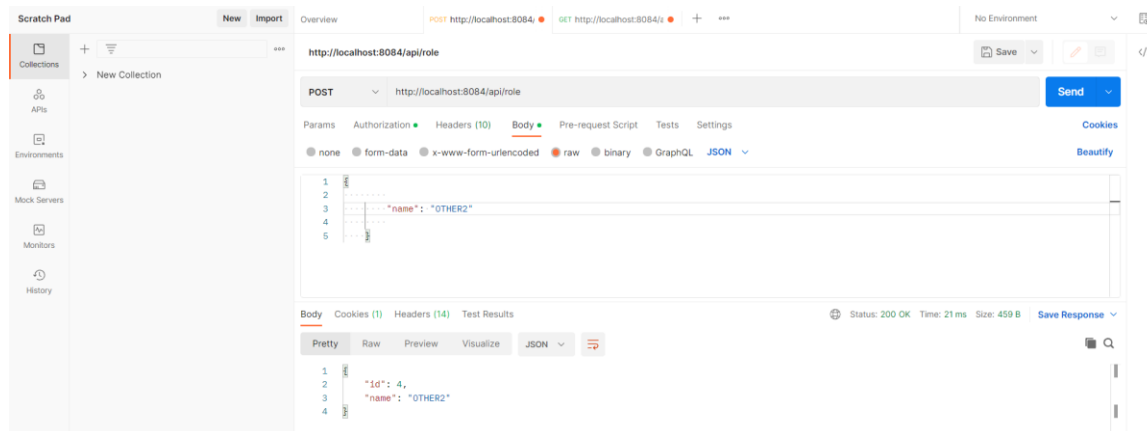 Scratch Pad New Import
Overview POST http://localhost:8084/ GET http://localhost:8084/a + ooo No Environment
Collections
APIs
Environments
Mock Servers
Monitors
History
+ ooo
> New Collection
http://localhost:8084/api/role Save </
POST http://localhost:8084/api/role Send
Params Authorization Headers (10) Body Pre-request Script Tests Settings Cookies
none form-data x-www-form-urlencoded raw binary GraphQL JSON Beautify
1 {
2
3 "name": "OTHER2"
4
5 }
Body Cookies (1) Headers (14) Test Results Status: 200 OK Time: 21 ms Size: 459 B Save Response
Pretty Raw Preview Visualize JSON
1 {
2 "id": 4,
3 "name": "OTHER2"
4 }